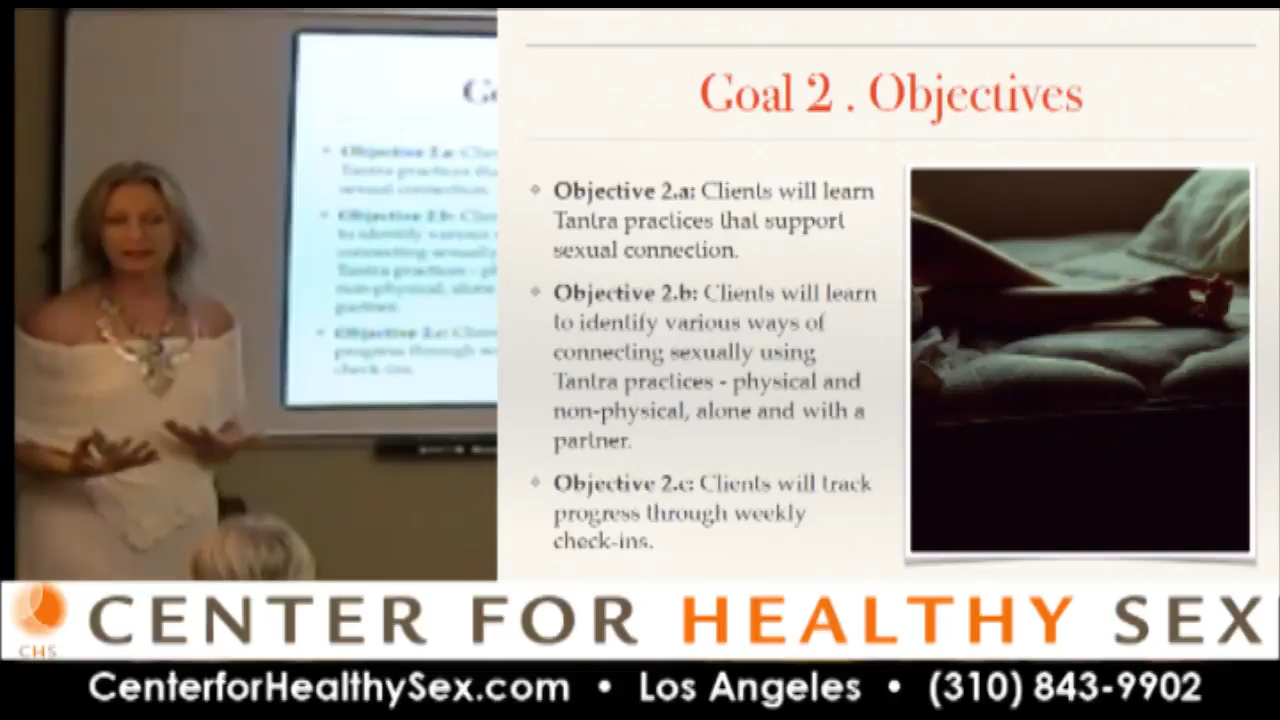 Goal 2 . Objectives
Objective 2.a: Clients will learn
Tantra practices that support
sexual connection.
Objective 2.b: Clients will learn
to identify various ways of
connecting sexually using
Tantra practices - physical and
non-physical, alone and with a
partner.
Objective 2.c: Clients will track
progress through weekly
check-ins.
CHS
CENTER FOR HEALTHY SEX
CenterforHealthySex.com • Los Angeles • (310) 843-9902